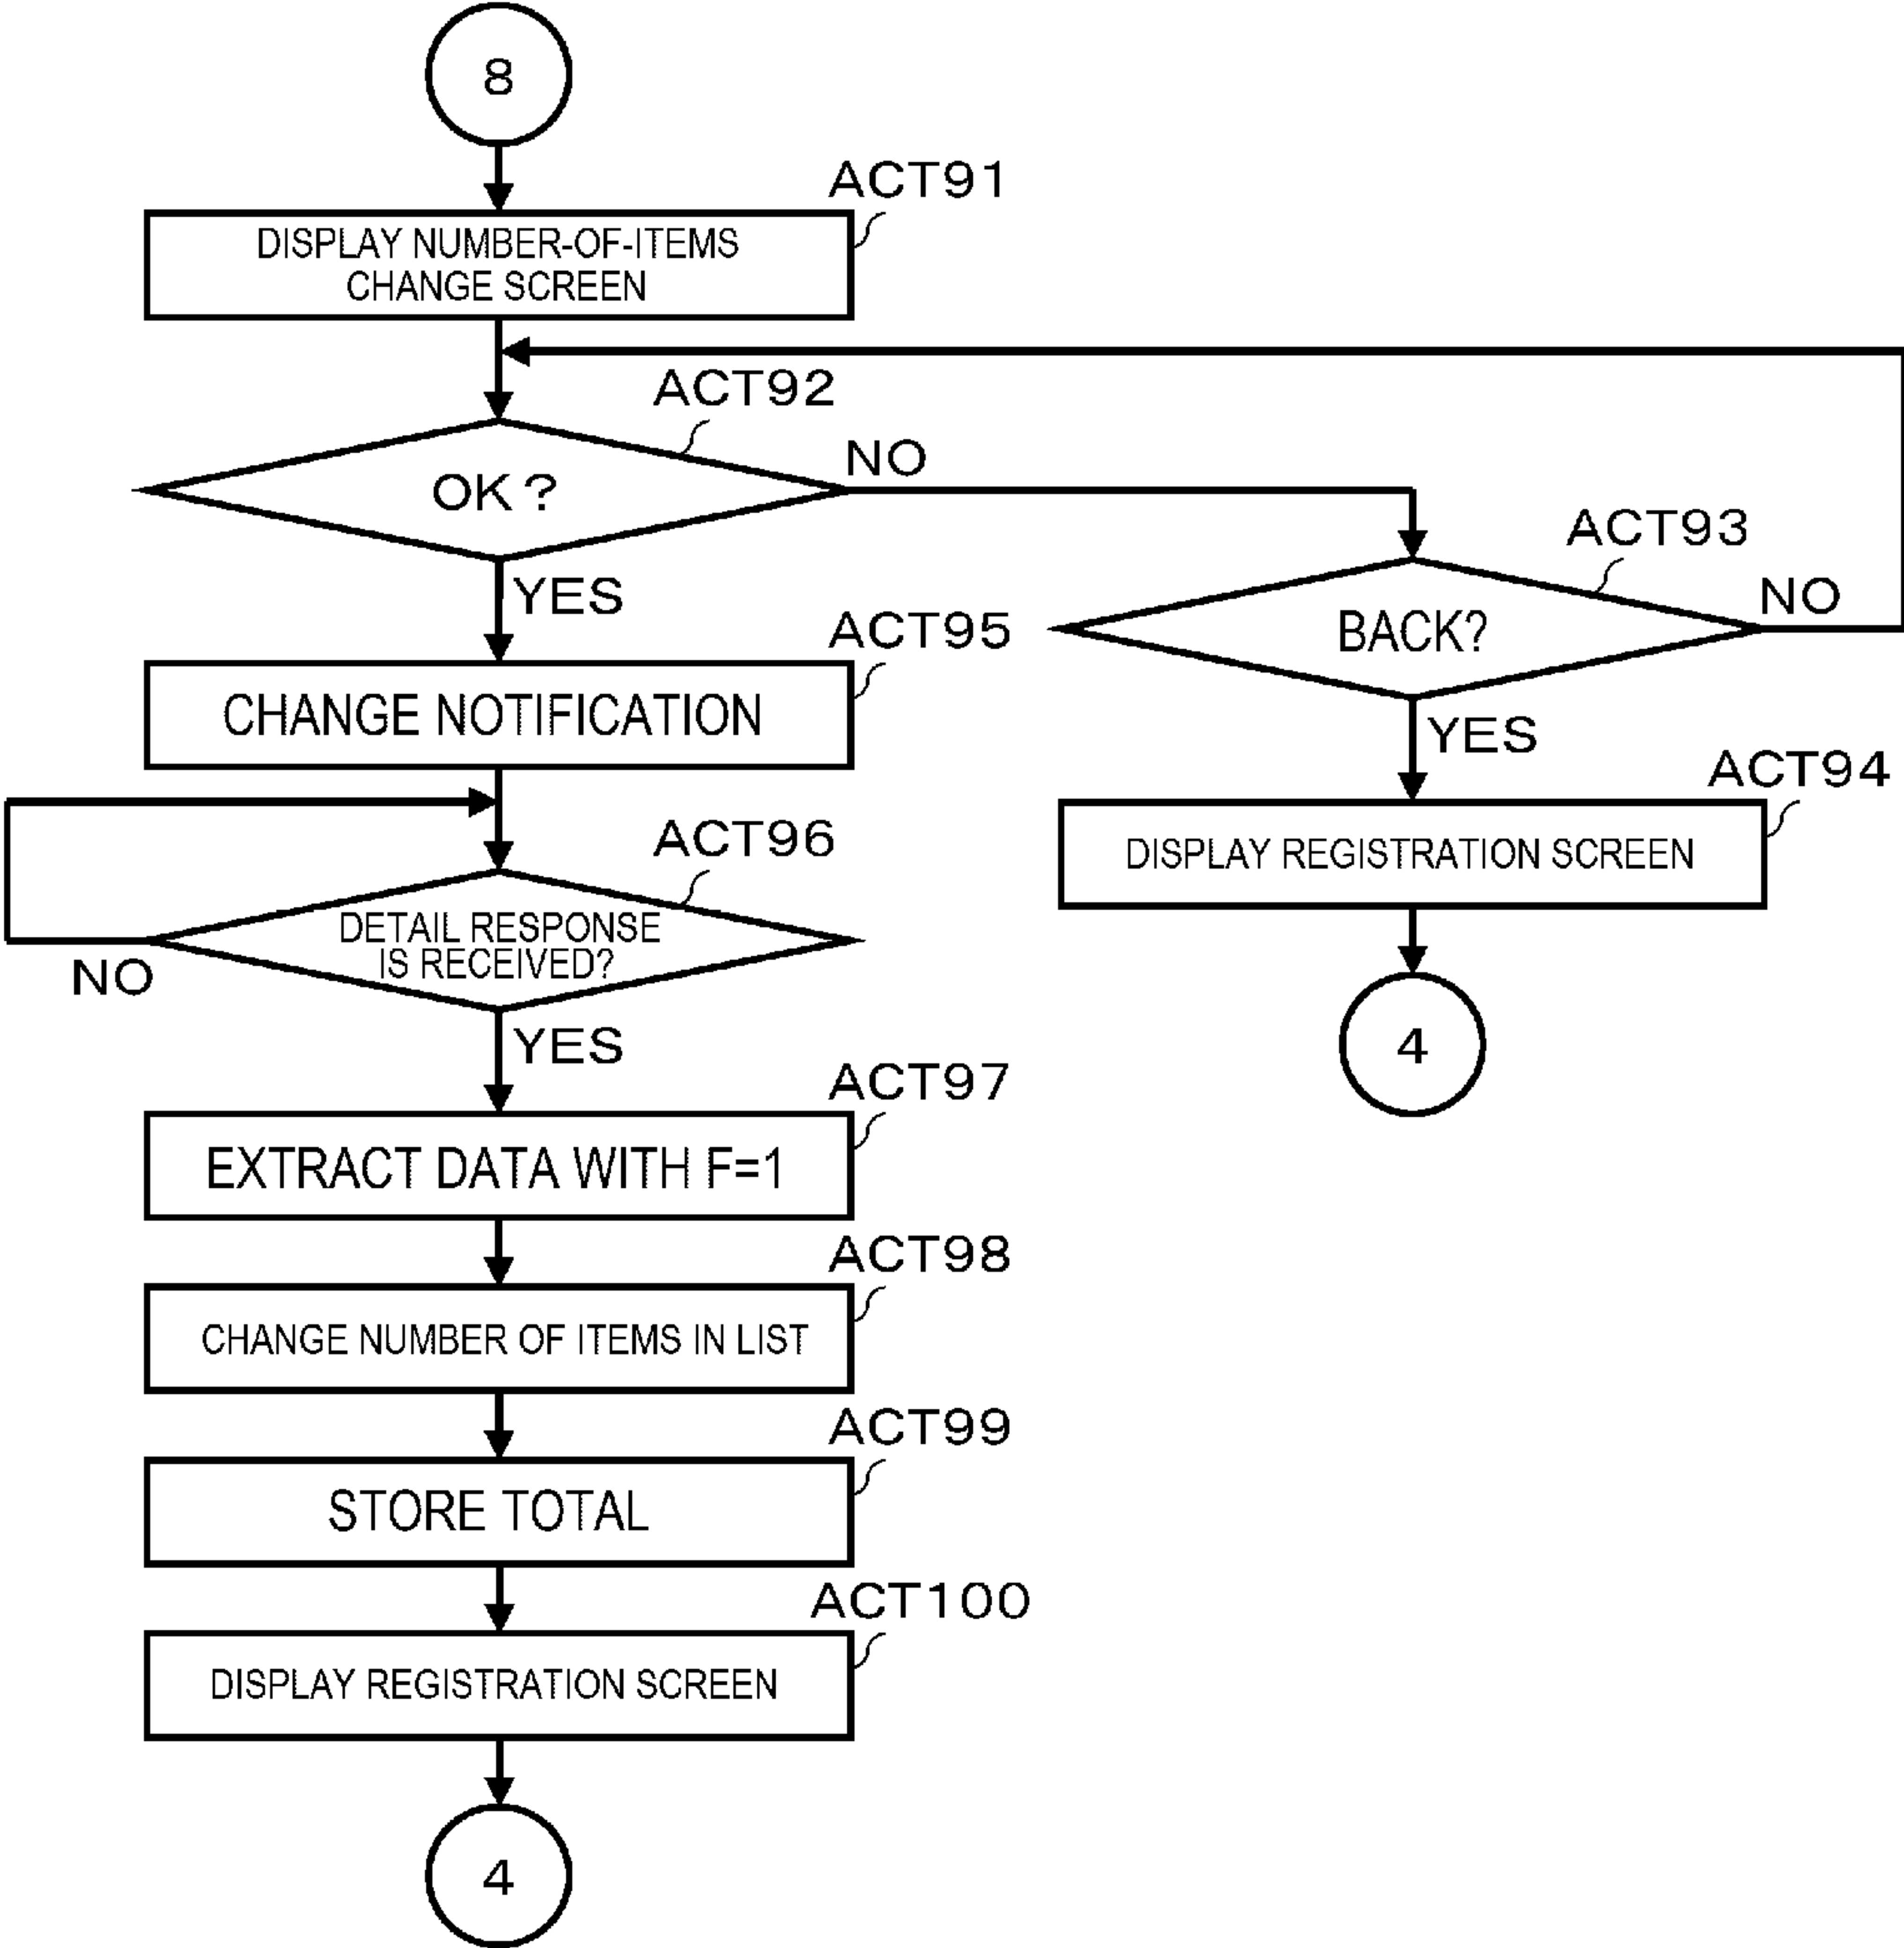 8
ACT91
DISPLAY NUMBER-OF-ITEMS
CHANGE SCREEN
ACT92
OK?
NO
YES
ACT93
BACK?
NO
YES
ACT94
DISPLAY REGISTRATION SCREEN
4
ACT95
CHANGE NOTIFICATION
ACT96
DETAIL RESPONSE
IS RECEIVED?
NO
YES
ACT97
EXTRACT DATA WITH F=1
ACT98
CHANGE NUMBER OF ITEMS IN LIST
ACT99
STORE TOTAL
ACT100
DISPLAY REGISTRATION SCREEN
4